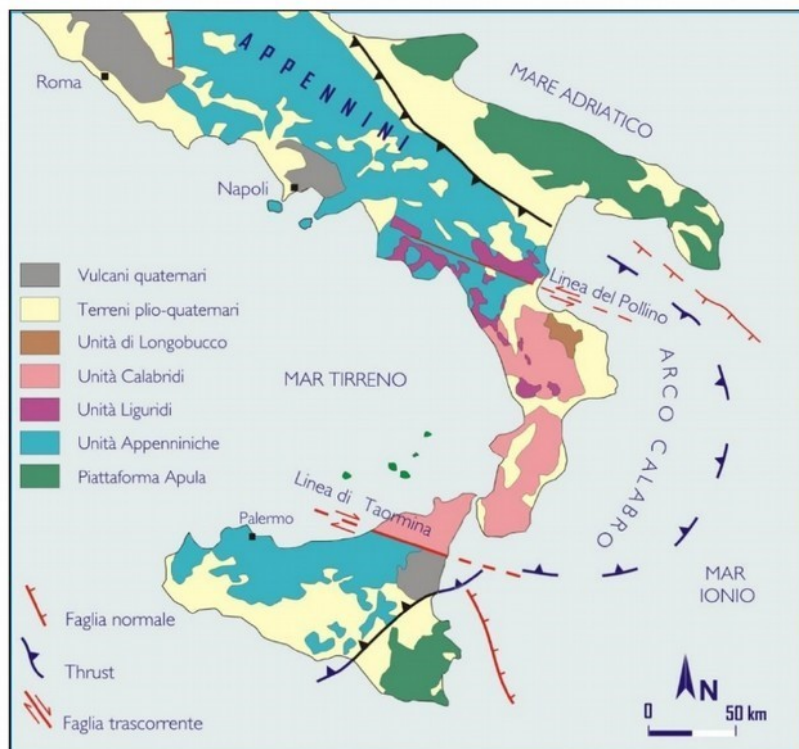 APPENNINI
MARE ADRIATICO
Roma
Napoli
Vulcani quaternari
Terreni plio-quaternari
Unità di Longobucco
Unità Calabridi
Unità Liguridi
Unità Appenniniche
Piattaforma Apula
Linea del Pollino
MAR TIRRENO
ARCO CALABRO
Linea di Taormina
Palermo
MAR
IONIO
Faglia normale
Thrust
Faglia trascorrente
N
0 50 km